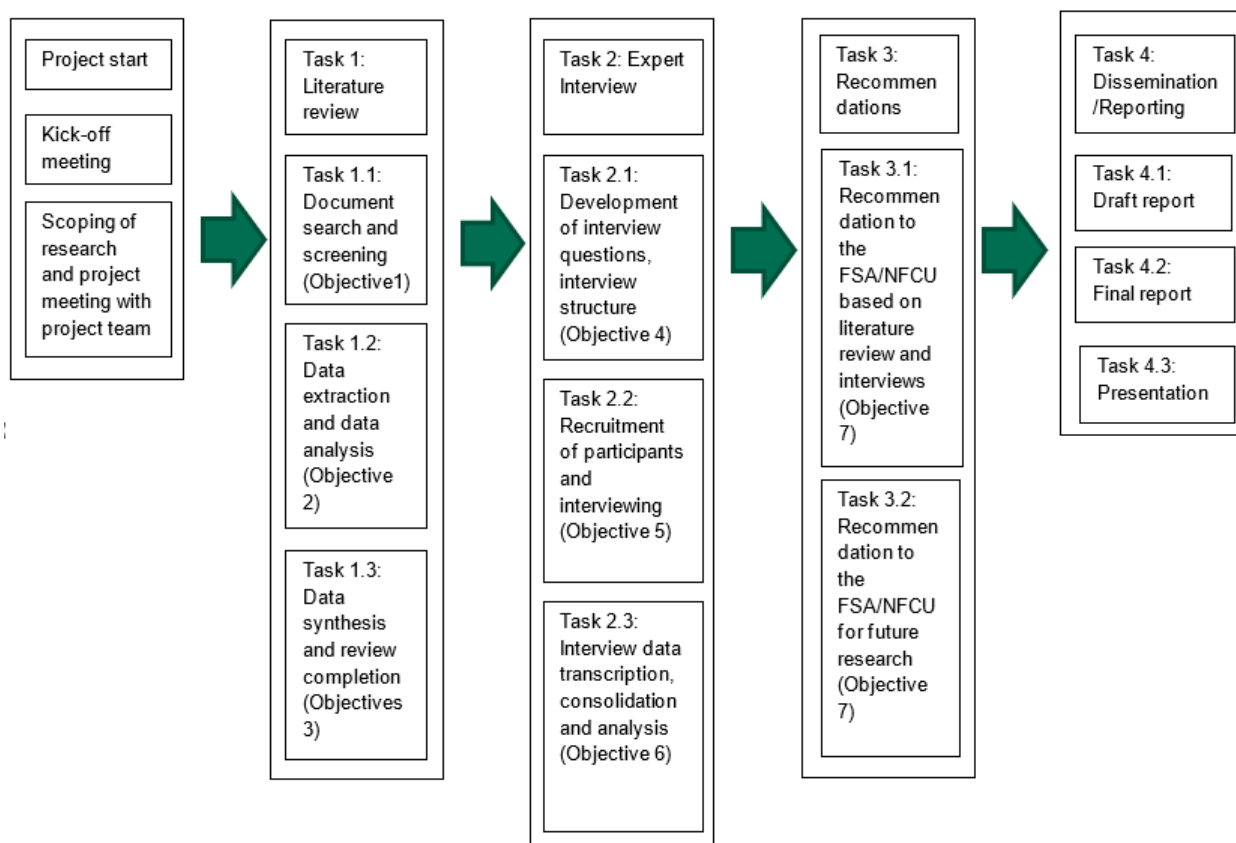 Project start
Kick-off
meeting
Scoping of
research
and project
meeting with
project team
Task 1:
Literature
review
Task 1.1:
Document
search and
screening
(Objective1)
Task 1.2:
Data
extraction
and data
analysis
(Objective
2)
Task 1.3:
Data
synthesis
and review
completion
(Objectives
3)
Task 2: Expert
Interview
Task 2.1:
Development
of interview
questions,
interview
structure
(Objective 4)
Task 2.2:
Recruitment
of participants
and
interviewing
(Objective 5)
Task 2.3:
Interview data
transcription,
consolidation
and analysis
(Objective 6)
Task 3:
Recommen
dations
Task 3.1:
Recommen
dation to
the
FSA/NFCU
based on
literature
review and
interviews
(Objective
7)
Task 3.2:
Recommen
dation to
the
FSA/NFCU
for future
research
(Objective
7)
Task 4:
Dissemination
/Reporting
Task 4.1:
Draft report
Task 4.2:
Final report
Task 4.3:
Presentation